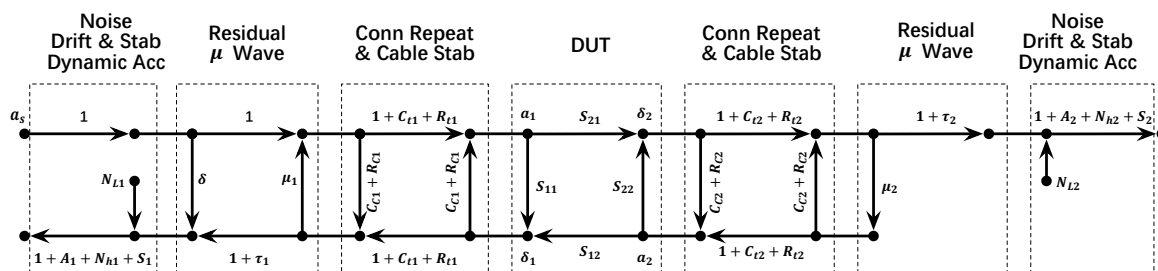 Noise
Drift & Stab
Dynamic Acc
Residual
μ Wave
Conn Repeat
& Cable Stab
DUT
Conn Repeat
& Cable Stab
Residual
μ Wave
Noise
Drift & Stab
Dynamic Acc
a_s
1
1
1 + C_t1 + R_t1
a_1
S_21
δ_2
1 + C_t2 + R_t2
1 + τ_2
1 + A_2 + N_h2 + S_2
N_L1
δ
μ_1
C_C1 + R_C1
C_C1 + R_C1
S_11
S_22
C_C2 + R_C2
C_C2 + R_C2
μ_2
N_L2
1 + A_1 + N_h1 + S_1
1 + τ_1
1 + C_t1 + R_t1
δ_1
S_12
a_2
1 + C_t2 + R_t2